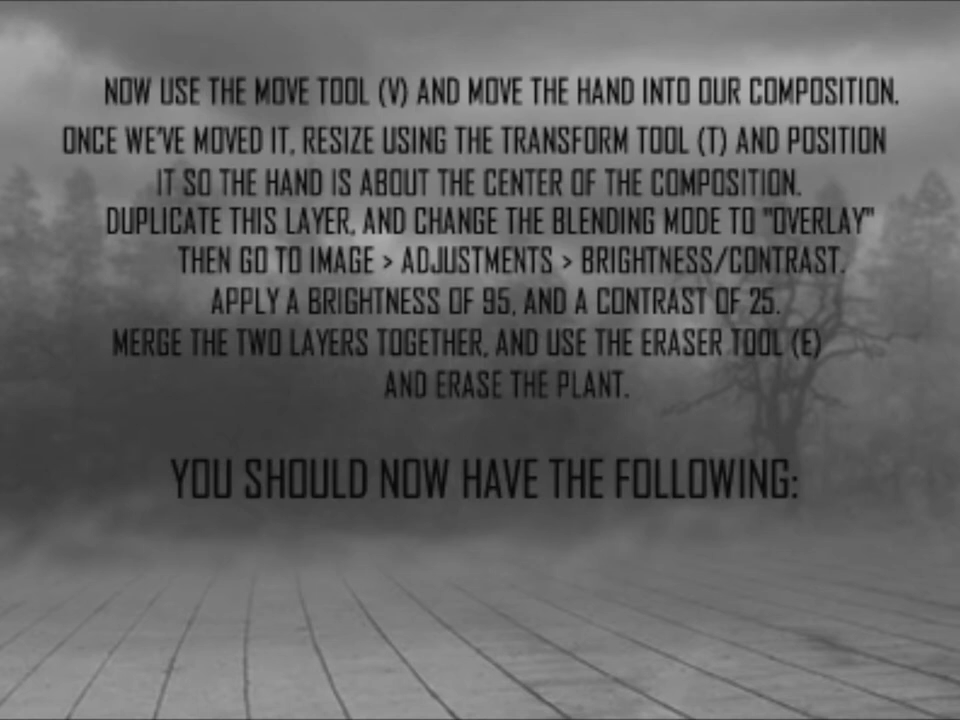 NOW USE THE MOVE TOOL (V) AND MOVE THE HAND INTO OUR COMPOSITION.
ONCE WE'VE MOVED IT, RESIZE USING THE TRANSFORM TOOL (T) AND POSITION
IT SO THE HAND IS ABOUT THE CENTER OF THE COMPOSITION.
DUPLICATE THIS LAYER, AND CHANGE THE BLENDING MODE TO "OVERLAY"
THEN GO TO IMAGE > ADJUSTMENTS > BRIGHTNESS/CONTRAST.
APPLY A BRIGHTNESS OF 95, AND A CONTRAST OF 25.
MERGE THE TWO LAYERS TOGETHER, AND USE THE ERASER TOOL (E)
AND ERASE THE PLANT.
YOU SHOULD NOW HAVE THE FOLLOWING: